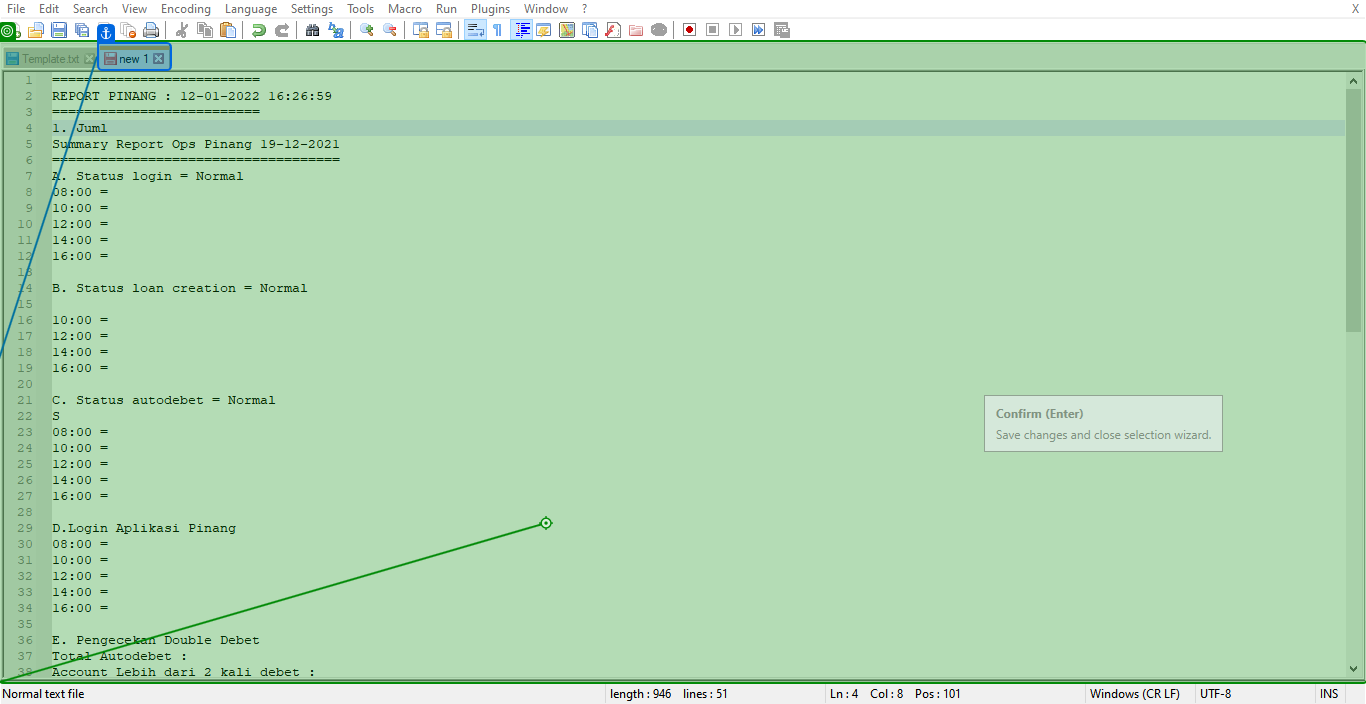 File Edit Search View Encoding Language Settings Tools Macro Run Plugins Window ? X
Template.txt new 1
1 ==========================
2 REPORT PINANG : 12-01-2022 16:26:59
3 ==========================
4 1. Juml
5 Summary Report Ops Pinang 19-12-2021
6 ====================================
7 A. Status login = Normal
8 08:00 =
9 10:00 =
10 12:00 =
11 14:00 =
12 16:00 =
13
14 B. Status loan creation = Normal
15
16 10:00 =
17 12:00 =
18 14:00 =
19 16:00 =
20
21 C. Status autodebet = Normal
22 S
23 08:00 =
24 10:00 =
25 12:00 =
26 14:00 =
27 16:00 =
28
29 D.Login Aplikasi Pinang
30 08:00 =
31 10:00 =
32 12:00 =
33 14:00 =
34 16:00 =
35
36 E. Pengecekan Double Debet
37 Total Autodebet :
38 Account Lebih dari 2 kali debet :
Confirm (Enter)
Save changes and close selection wizard.
Normal text file length : 946 lines : 51 Ln : 4 Col : 8 Pos : 101 Windows (CR LF) UTF-8 INS